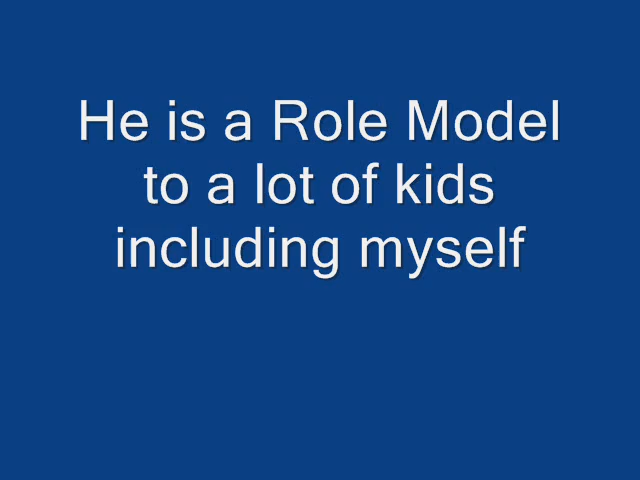 He is a Role Model
to a lot of kids
including myself